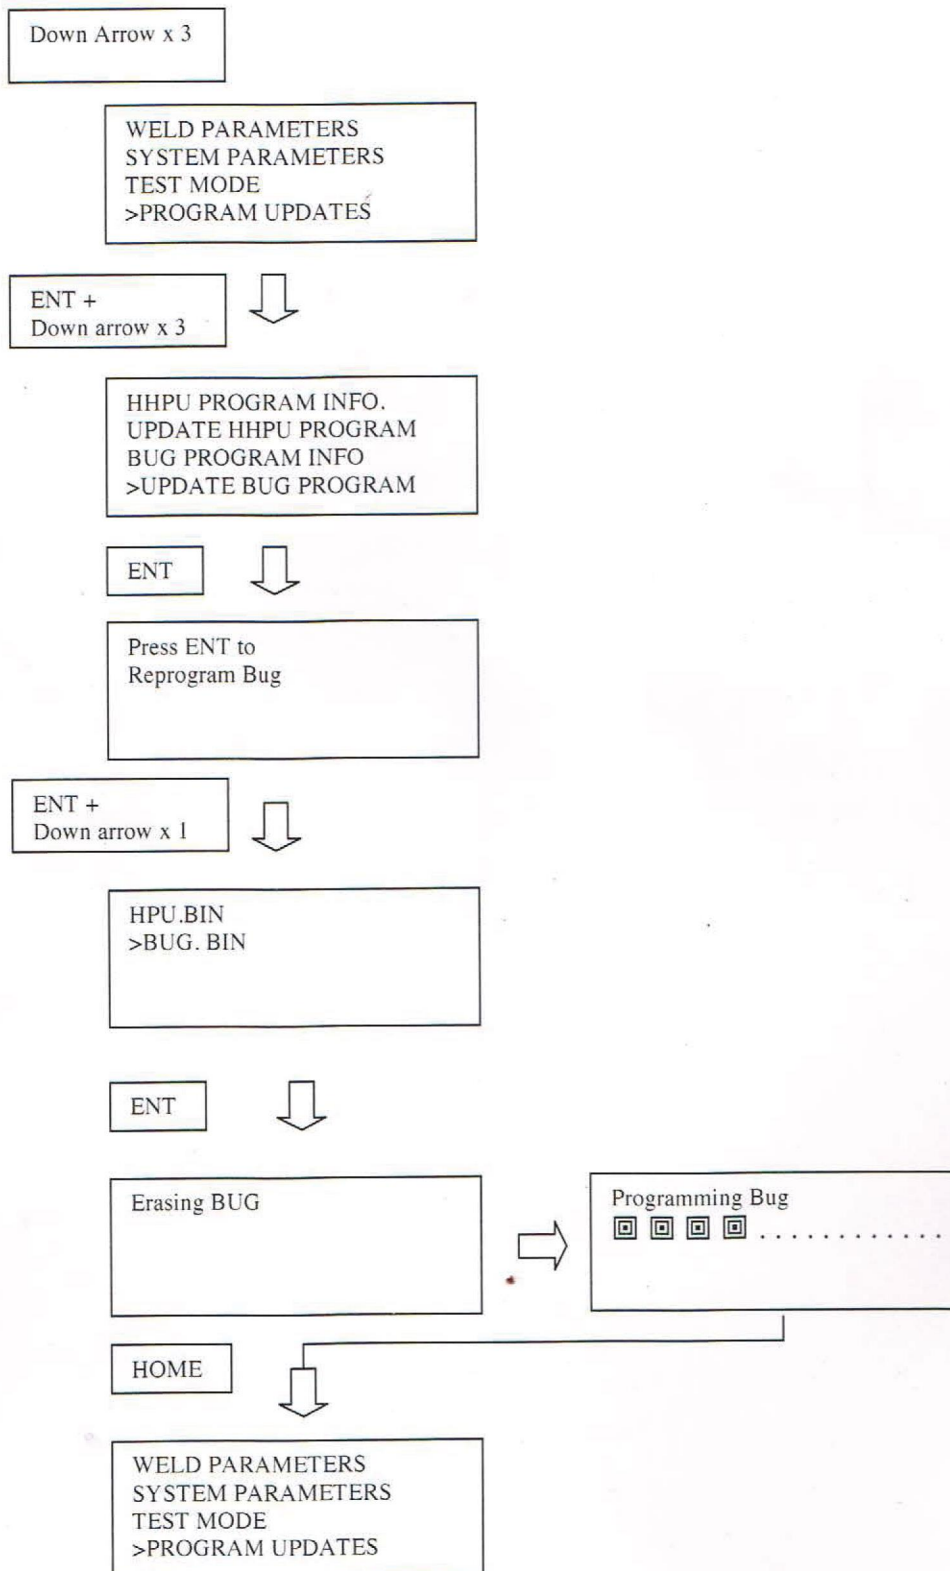 Down Arrow x 3
WELD PARAMETERS
SYSTEM PARAMETERS
TEST MODE
>PROGRAM UPDATES
ENT +
Down arrow x 3
HHPU PROGRAM INFO.
UPDATE HHPU PROGRAM
BUG PROGRAM INFO
>UPDATE BUG PROGRAM
ENT
Press ENT to
Reprogram Bug
ENT +
Down arrow x 1
HPU.BIN
>BUG. BIN
ENT
Erasing BUG
Programming Bug
. . . . . . . . . . . .
HOME
WELD PARAMETERS
SYSTEM PARAMETERS
TEST MODE
>PROGRAM UPDATES